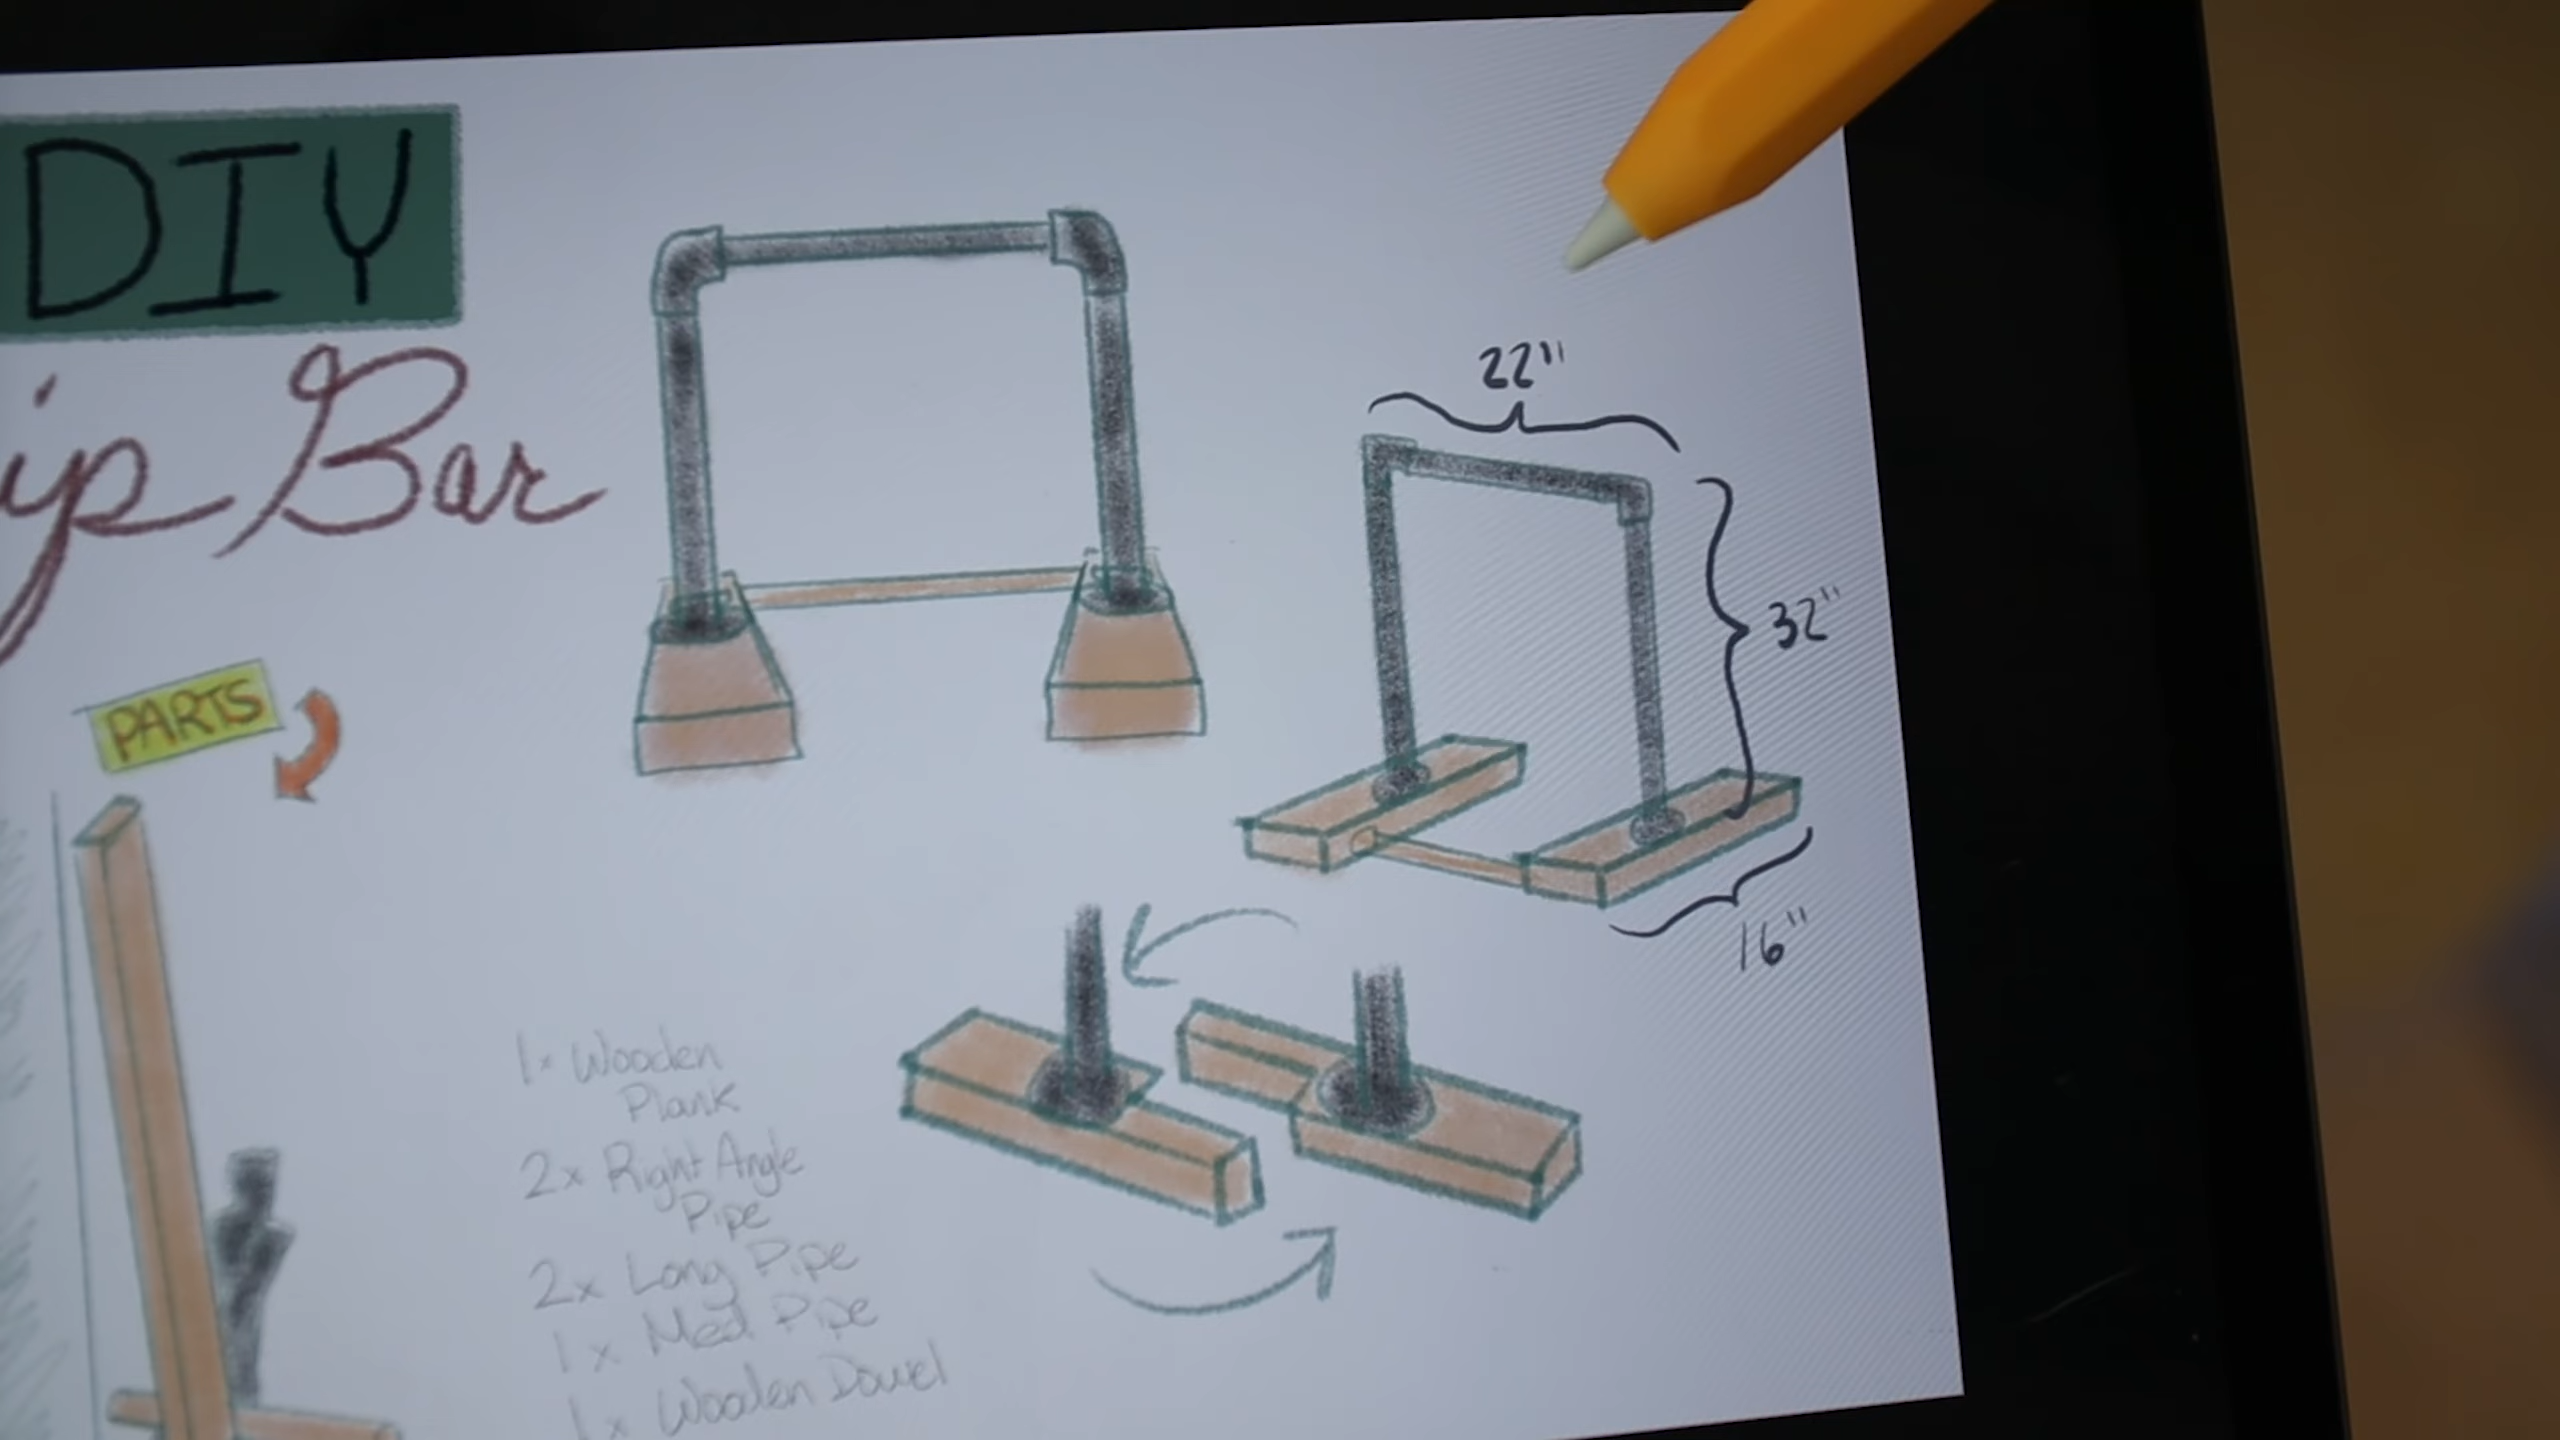 DIY
ip Bar
PARTS
22"
32"
16"
1x Wooden
Plank
2x Right Angle
Pipe
2x Long Pipe
1x Med Pipe
1x Wooden Dowel